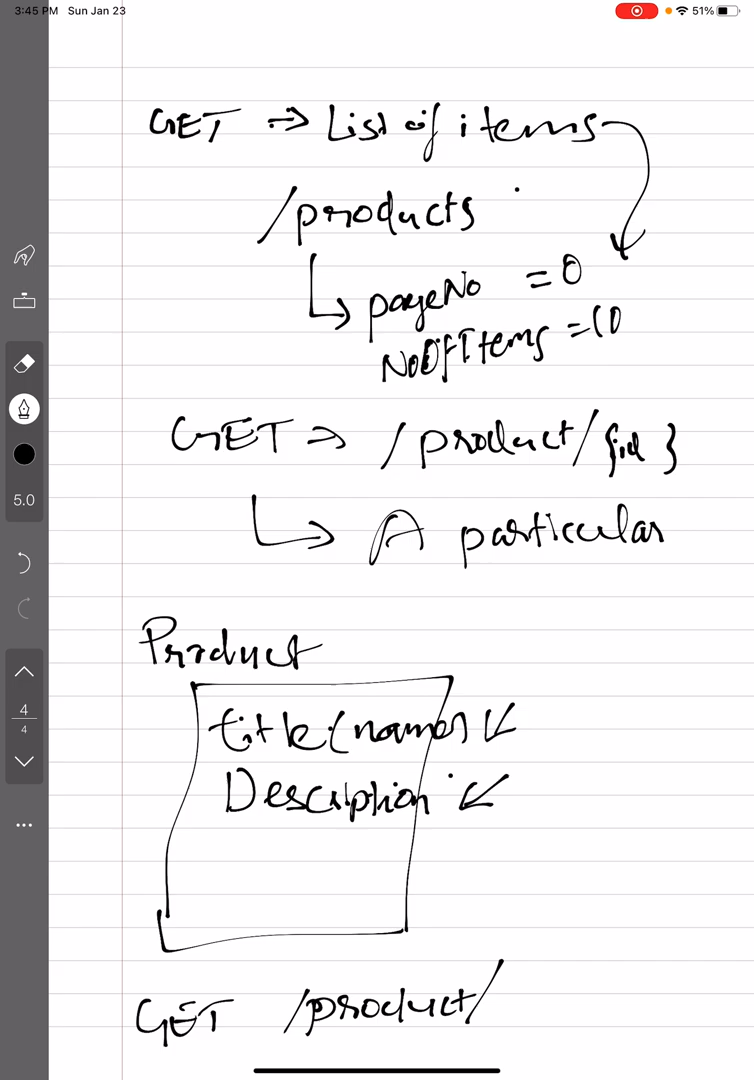 3:45 PM Sun Jan 23
51%
GET ⇒ List of items
/products
↳ pageNo = 0
NoOfItems = 10
GET ⇒ /product/{id}
↳ A particular
5.0
Product
title (name) ↙
Description ↙
4
4
GET /product/